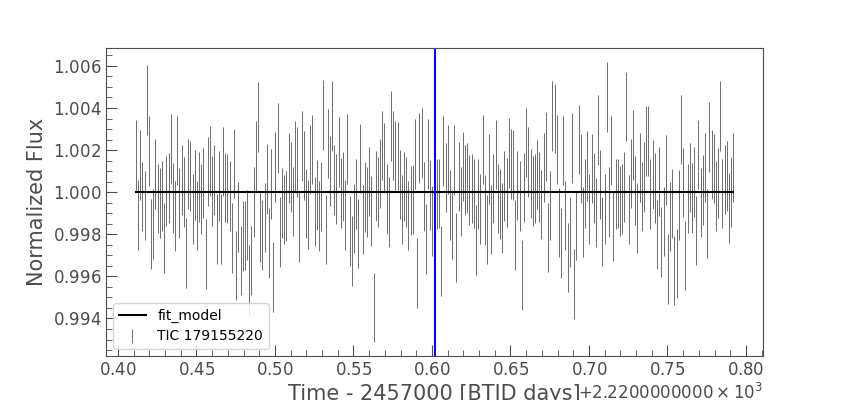 1.006
1.004
1.002
1.000
0.998
0.996
0.994
Normalized Flux
fit_model
TIC 179155220
0.40 0.45 0.50 0.55 0.60 0.65 0.70 0.75 0.80
Time - 2457000 [BTJD days]
+2.2200000000 × 10³